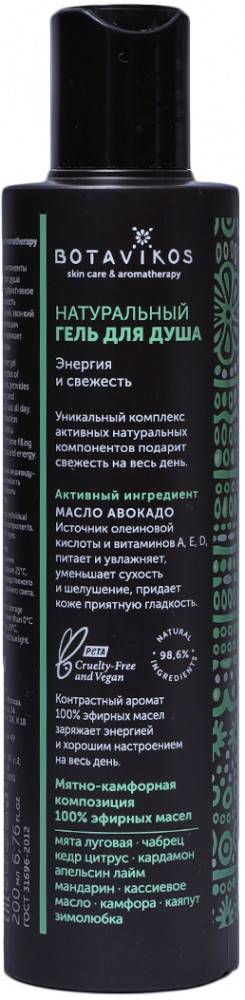 BOTAVIKOS
skin care & aromatherapy
НАТУРАЛЬНЫЙ
ГЕЛЬ ДЛЯ ДУША
Энергия
и свежесть
Уникальный комплекс
активных натуральных
компонентов подарит
свежесть на весь день.
Активный ингредиент
МАСЛО АВОКАДО
Источник олеиновой
кислоты и витаминов А, Е, D,
питает и увлажняет,
уменьшает сухость
и шелушение, придает
коже приятную гладкость.
PETA
Cruelty-Free
and Vegan
NATURAL
98,6%
INGREDIENTS
Контрастный аромат
100% эфирных масел
заряжает энергией
и хорошим настроением
на весь день.
Мятно-камфорная
композиция
100% эфирных масел
мята луговая · чабрец
кедр цитрус · кардамон
апельсин лайм
мандарин · кассиевое
масло · камфора · каяпут
зимолюбка
200 мл 6,76 fl.oz
ГОСТ 31696-2012